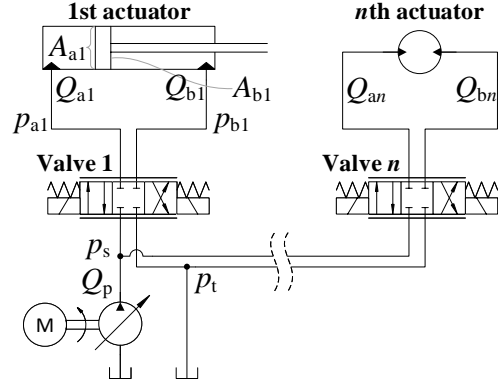 1st actuator
nth actuator
Aa1
Qa1
Qb1
Ab1
Qan
Qbn
pa1
pb1
Valve 1
Valve n
ps
Qp
pt
M